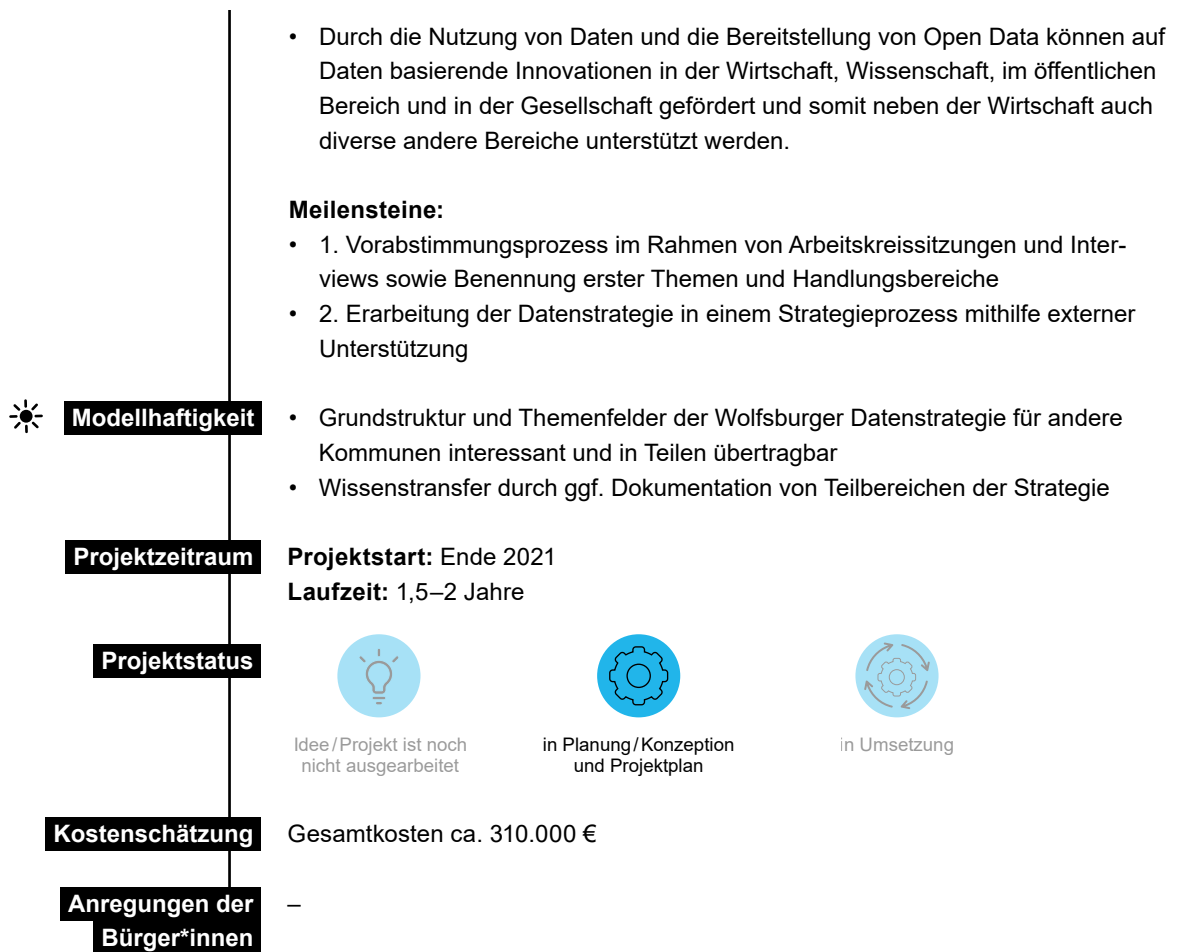 • Durch die Nutzung von Daten und die Bereitstellung von Open Data können auf
Daten basierende Innovationen in der Wirtschaft, Wissenschaft, im öffentlichen
Bereich und in der Gesellschaft gefördert und somit neben der Wirtschaft auch
diverse andere Bereiche unterstützt werden.
Meilensteine:
• 1. Vorabstimmungsprozess im Rahmen von Arbeitskreissitzungen und Inter-
views sowie Benennung erster Themen und Handlungsbereiche
• 2. Erarbeitung der Datenstrategie in einem Strategieprozess mithilfe externer
Unterstützung
Modellhaftigkeit
• Grundstruktur und Themenfelder der Wolfsburger Datenstrategie für andere
Kommunen interessant und in Teilen übertragbar
• Wissenstransfer durch ggf. Dokumentation von Teilbereichen der Strategie
Projektzeitraum
Projektstart: Ende 2021
Laufzeit: 1,5–2 Jahre
Projektstatus
Idee/Projekt ist noch
nicht ausgearbeitet
in Planung/Konzeption
und Projektplan
in Umsetzung
Kostenschätzung
Gesamtkosten ca. 310.000 €
Anregungen der
Bürger*innen
–